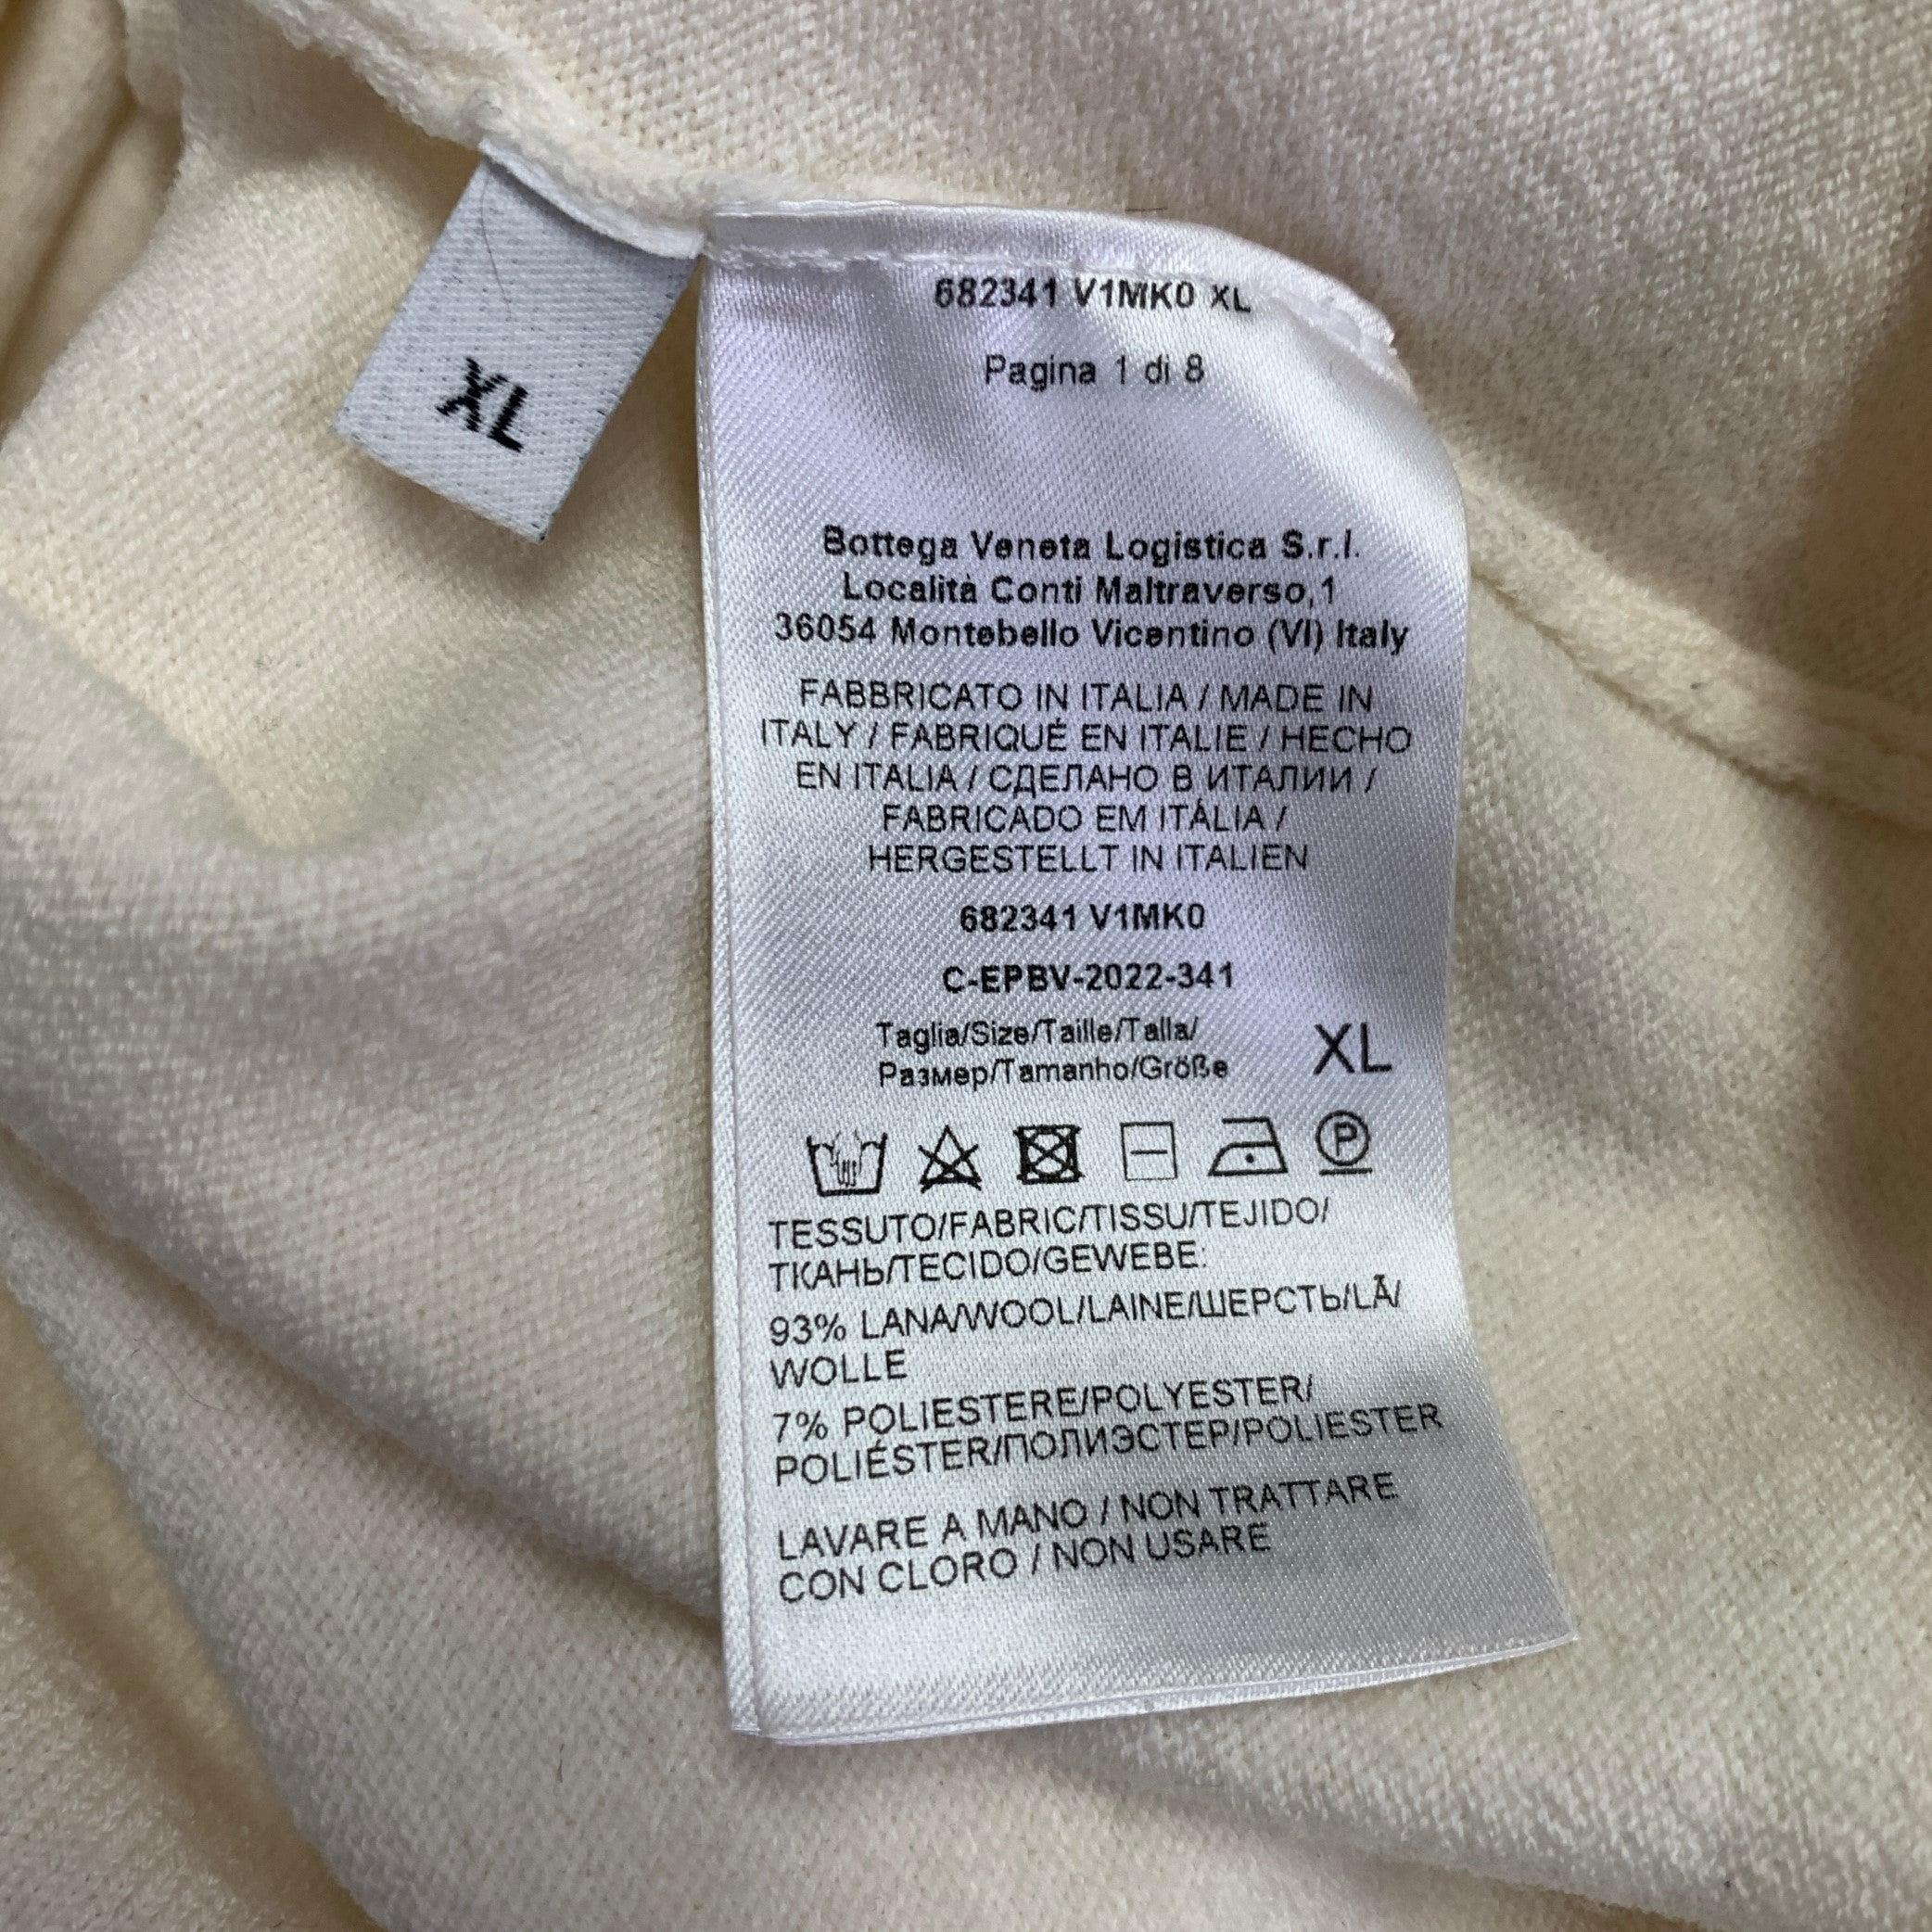 XL
682341 V1MK0 XL
Pagina 1 di 8
Bottega Veneta Logistica S.r.l.
Località Conti Maltraverso,1
36054 Montebello Vicentino (VI) Italy
FABBRICATO IN ITALIA / MADE IN
ITALY / FABRIQUÉ EN ITALIE / HECHO
EN ITALIA / СДЕЛАНО В ИТАЛИИ /
FABRICADO EM ITÁLIA /
HERGESTELLT IN ITALIEN
682341 V1MK0
C-EPBV-2022-341
Taglia/Size/Taille/Talla/
Размер/Tamanho/Größe XL
P
TESSUTO/FABRIC/TISSU/TEJIDO/
ТКАНЬ/TECIDO/GEWEBE:
93% LANA/WOOL/LAINE/ШЕРСТЬ/LÃ/
WOLLE
7% POLIESTERE/POLYESTER/
POLIÉSTER/ПОЛИЭСТЕР/POLIESTER
LAVARE A MANO / NON TRATTARE
CON CLORO / NON USARE